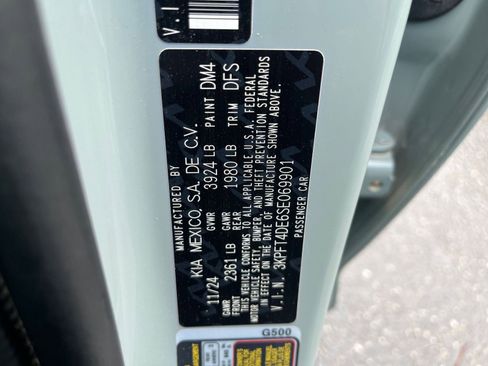 V.I
MANUFACTURED BY
KIA MEXICO, S.A. DE C.V.
11/24 GVWR 3924 LB PAINT DM4
GAWR FRONT 2361 LB GAWR REAR 1980 LB TRIM DFS
THIS VEHICLE CONFORMS TO ALL APPLICABLE U.S.A. FEDERAL
MOTOR VEHICLE SAFETY, BUMPER, AND THEFT PREVENTION STANDARDS
IN EFFECT ON THE DATE OF MANUFACTURE SHOWN ABOVE.
V.I.N. 3KPFT4DE6SE069901
PASSENGER CAR
G500